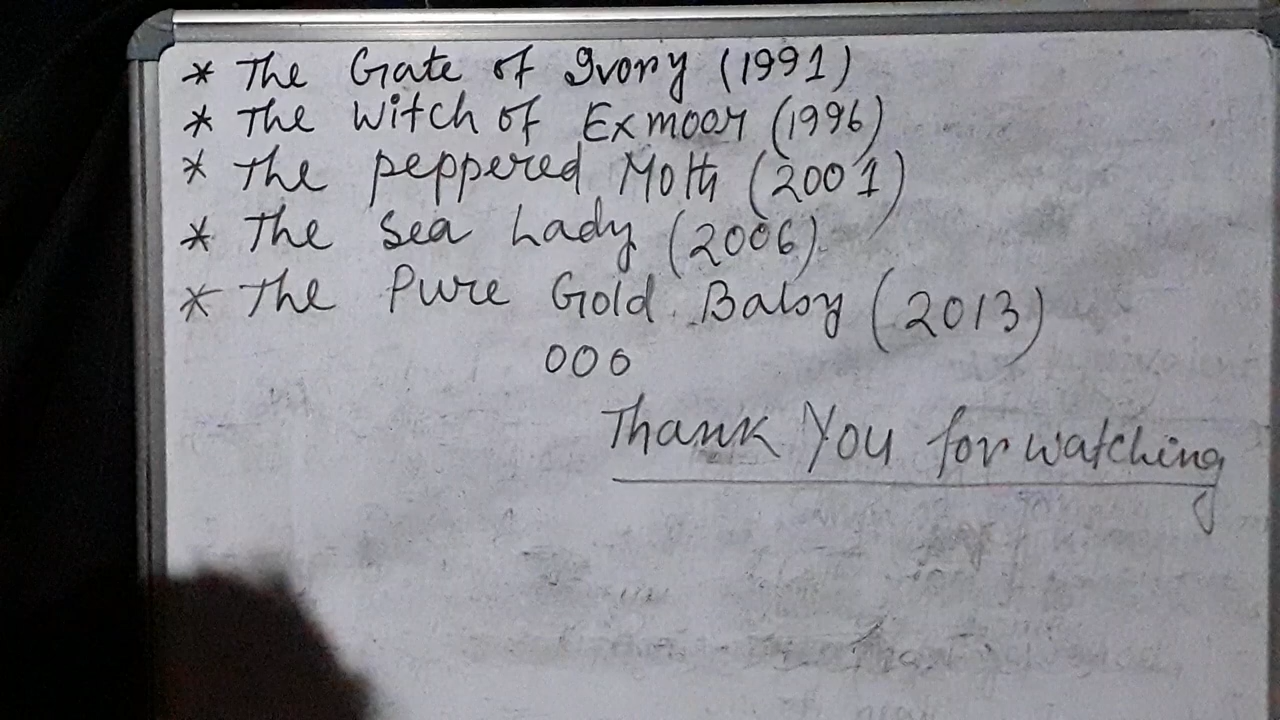 * The Gate of Ivory (1991)
* The Witch of Exmoor (1996)
* The peppered Moth (2001)
* The Sea Lady (2006).
* The Pure Gold Baby (2013)
000
Thank You for watching